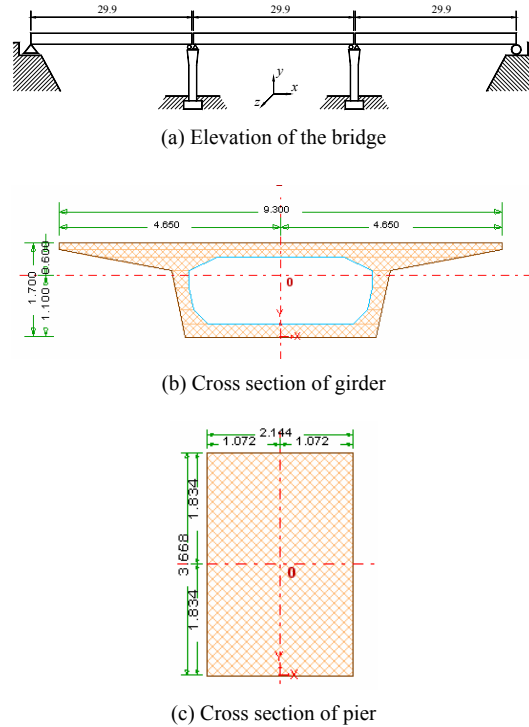 29.9 29.9 29.9
y
x
z
(a) Elevation of the bridge
9.300
4.650 4.650
0.600
1.700
1.100
0
Y
X
(b) Cross section of girder
2.144
1.072 1.072
1.834
3.668
0
1.834
Y
X
(c) Cross section of pier